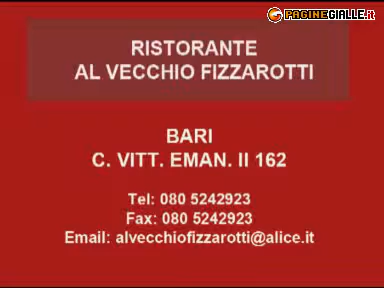 PAGINEGIALLE.it
RISTORANTE
AL VECCHIO FIZZAROTTI
BARI
C. VITT. EMAN. II 162
Tel: 080 5242923
Fax: 080 5242923
Email: alvecchiofizzarotti@alice.it